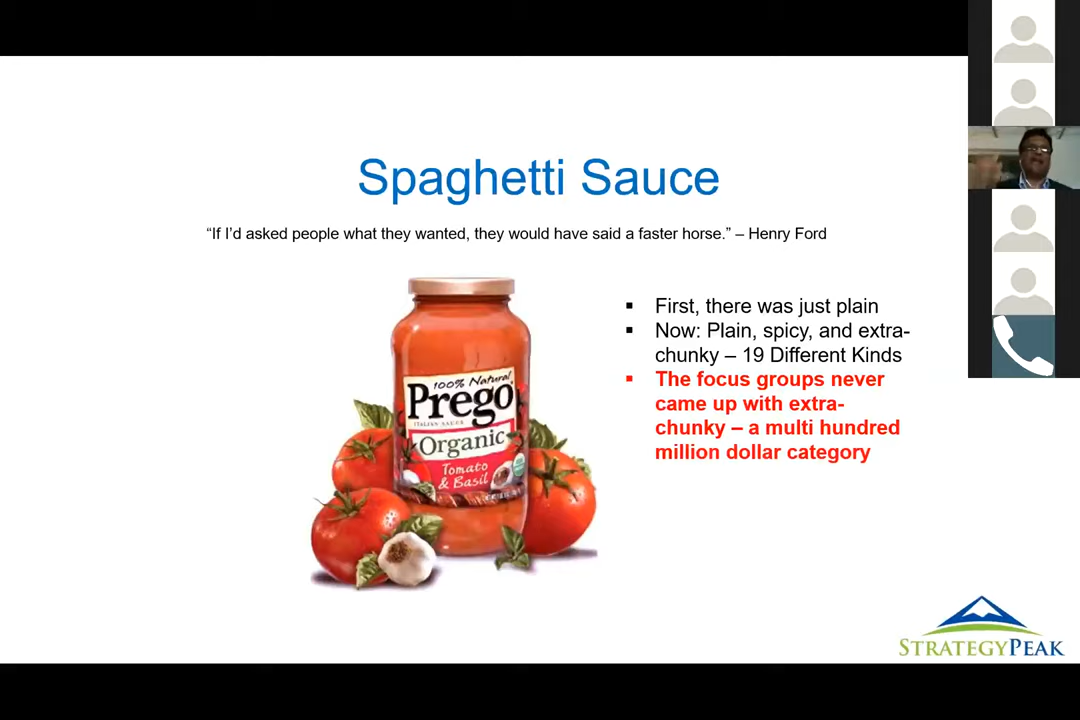 Spaghetti Sauce
“If I’d asked people what they wanted, they would have said a faster horse.” – Henry Ford
▪ First, there was just plain
▪ Now: Plain, spicy, and extra-
chunky – 19 Different Kinds
▪ The focus groups never
came up with extra-
chunky – a multi hundred
million dollar category
100% Natural
Prego
ITALIAN SAUCE
Organic
Tomato
& Basil
STRATEGYPEAK